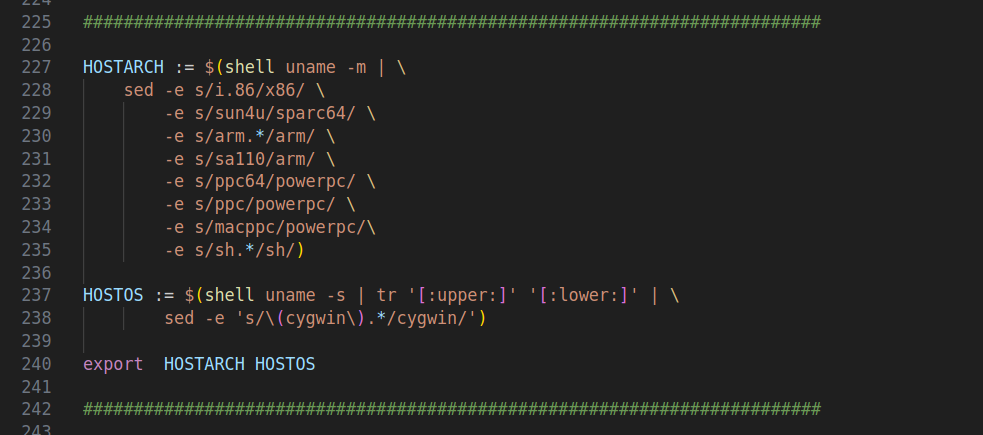 224
225 #########################################################################
226
227 HOSTARCH := $(shell uname -m | \
228     sed -e s/i.86/x86/ \
229         -e s/sun4u/sparc64/ \
230         -e s/arm.*/arm/ \
231         -e s/sa110/arm/ \
232         -e s/ppc64/powerpc/ \
233         -e s/ppc/powerpc/ \
234         -e s/macppc/powerpc/\
235         -e s/sh.*/sh/)
236
237 HOSTOS := $(shell uname -s | tr '[:upper:]' '[:lower:]' | \
238         sed -e 's/\(cygwin\).*/cygwin/')
239
240 export  HOSTARCH HOSTOS
241
242 #########################################################################
243